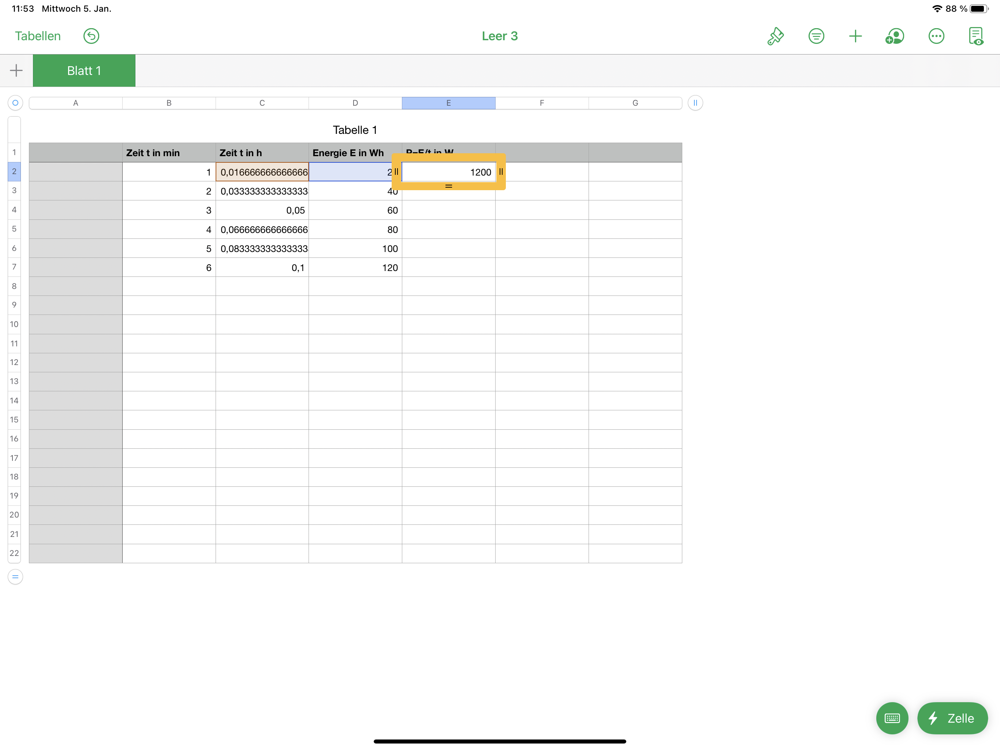 11:53 Mittwoch 5. Jan. 88 %
Tabellen Leer 3
Blatt 1
A B C D E F G
Tabelle 1
1 Zeit t in min Zeit t in h Energie E in Wh P=E/t in W
2 1 0,016666666666666 2 1200
3 2 0,033333333333333 40
4 3 0,05 60
5 4 0,066666666666666 80
6 5 0,083333333333333 100
7 6 0,1 120
8
9
10
11
12
13
14
15
16
17
18
19
20
21
22
Zelle